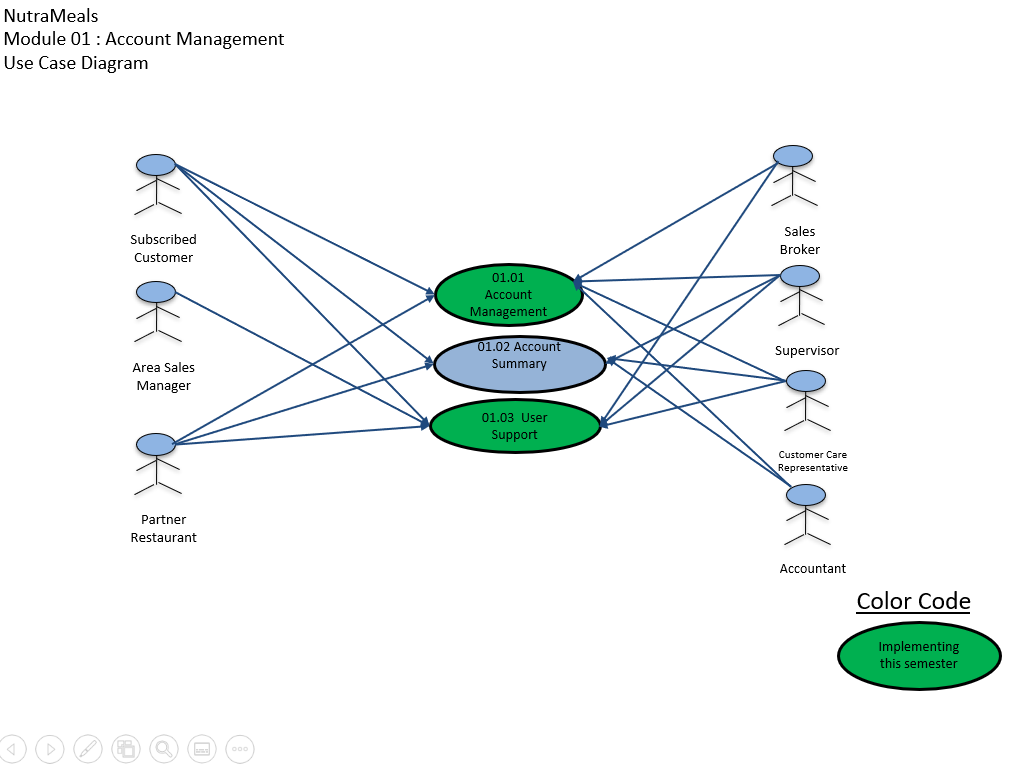 NutraMeals
Module 01 : Account Management
Use Case Diagram
Subscribed
Customer
Area Sales
Manager
Partner
Restaurant
01.01
Account
Management
01.02 Account
Summary
01.03  User
Support
Sales
Broker
Supervisor
Customer Care
Representative
Accountant
Color Code
Implementing
this semester